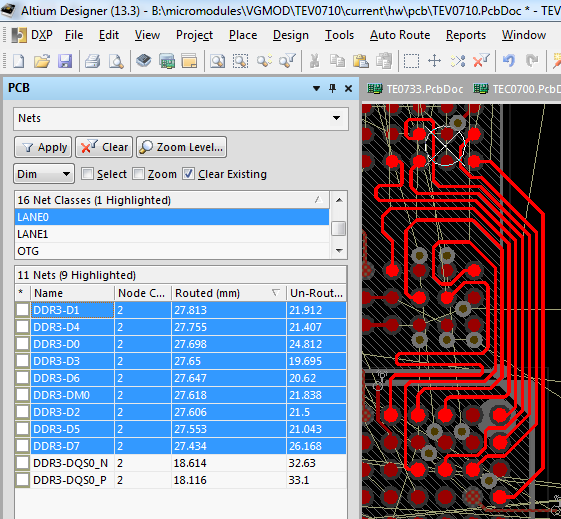 Altium Designer (13.3) - B:\micromodules\VGMOD\TEV0710\current\hw\pcb\TEV0710.PcbDoc * - TE
DXP File Edit View Project Place Design Tools Auto Route Reports Window
PCB
TE0733.PcbDoc TEC0700.PcbD
Nets
Apply Clear Zoom Level...
Dim Select Zoom Clear Existing
16 Net Classes (1 Highlighted)
LANE0
LANE1
OTG
11 Nets (9 Highlighted)
* Name Node C... Routed (mm) Un-Rout...
DDR3-D1 2 27.813 21.912
DDR3-D4 2 27.755 21.407
DDR3-D0 2 27.698 24.812
DDR3-D3 2 27.65 19.695
DDR3-D6 2 27.647 20.62
DDR3-DM0 2 27.618 21.838
DDR3-D2 2 27.606 21.5
DDR3-D5 2 27.553 21.043
DDR3-D7 2 27.434 26.168
DDR3-DQS0_N 2 18.614 32.63
DDR3-DQS0_P 2 18.116 33.1